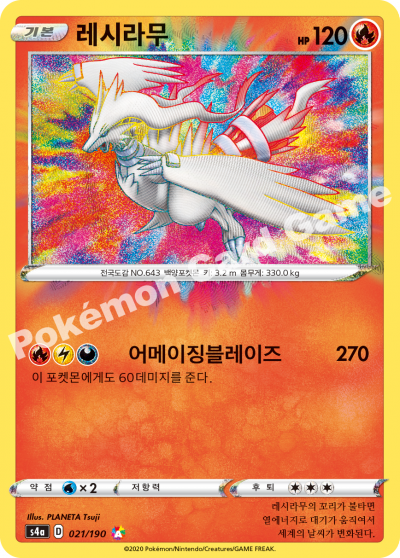 기본 레시라무 HP 120
전국도감 NO.643 백양포켓몬 키: 3.2 m 몸무게: 330.0 kg
Pokémon Card Game
어메이징블레이즈 270
이 포켓몬에게도 60데미지를 준다.
약점 ×2 저항력 후퇴
Illus. PLANETA Tsuji
s4a D 021/190
레시라무의 꼬리가 불타면
열에너지로 대기가 움직여서
세계의 날씨가 변화된다.
©2020 Pokémon/Nintendo/Creatures/GAME FREAK.